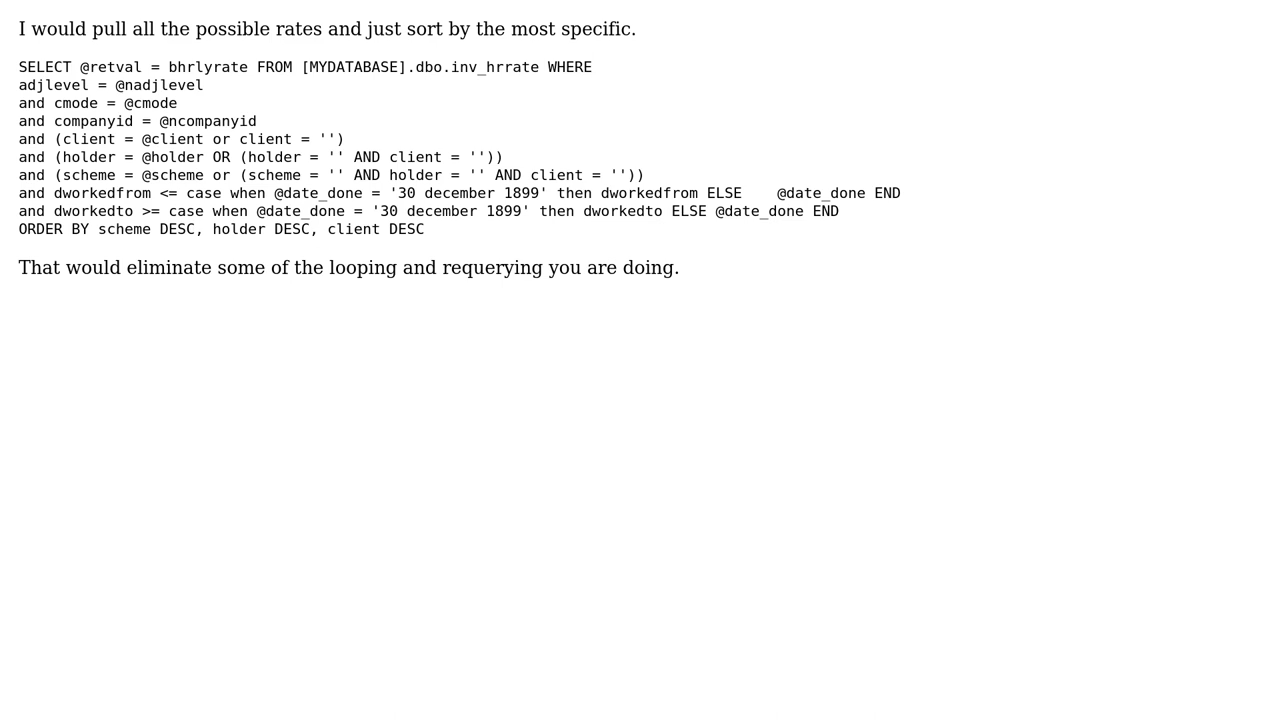 I would pull all the possible rates and just sort by the most specific.
SELECT @retval = bhrlyrate FROM [MYDATABASE].dbo.inv_hrrate WHERE
adjlevel = @nadjlevel
and cmode = @cmode
and companyid = @ncompanyid
and (client = @client or client = '')
and (holder = @holder OR (holder = '' AND client = ''))
and (scheme = @scheme or (scheme = '' AND holder = '' AND client = ''))
and dworkedfrom <= case when @date_done = '30 december 1899' then dworkedfrom ELSE    @date_done END
and dworkedto >= case when @date_done = '30 december 1899' then dworkedto ELSE @date_done END
ORDER BY scheme DESC, holder DESC, client DESC
That would eliminate some of the looping and requerying you are doing.